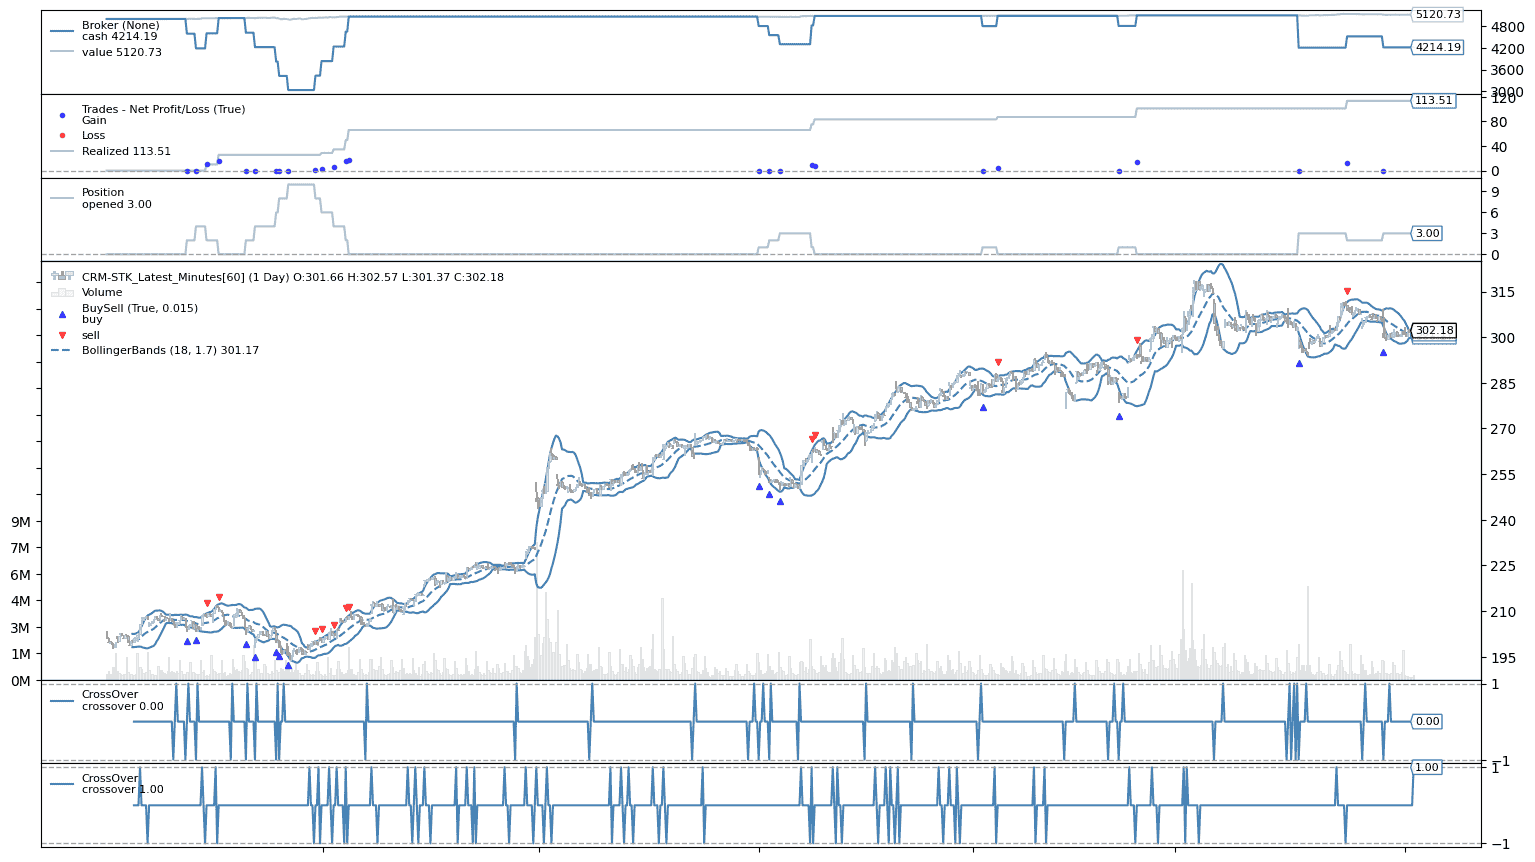 Broker (None)
cash 4214.19
value 5120.73
5120.73
4800
4214.19
4200
3600
3000
Trades - Net Profit/Loss (True)
Gain
Loss
Realized 113.51
120
113.51
80
40
0
Position
opened 3.00
9
6
3.00
3
0
CRM-STK_Latest_Minutes[60] (1 Day) O:301.66 H:302.57 L:301.37 C:302.18
Volume
BuySell (True, 0.015)
buy
sell
BollingerBands (18, 1.7) 301.17
315
302.18
300
285
270
255
240
225
210
195
9M
7M
6M
4M
3M
1M
0M
CrossOver
crossover 0.00
1
0.00
−1
CrossOver
crossover 1.00
1.00
1
−1